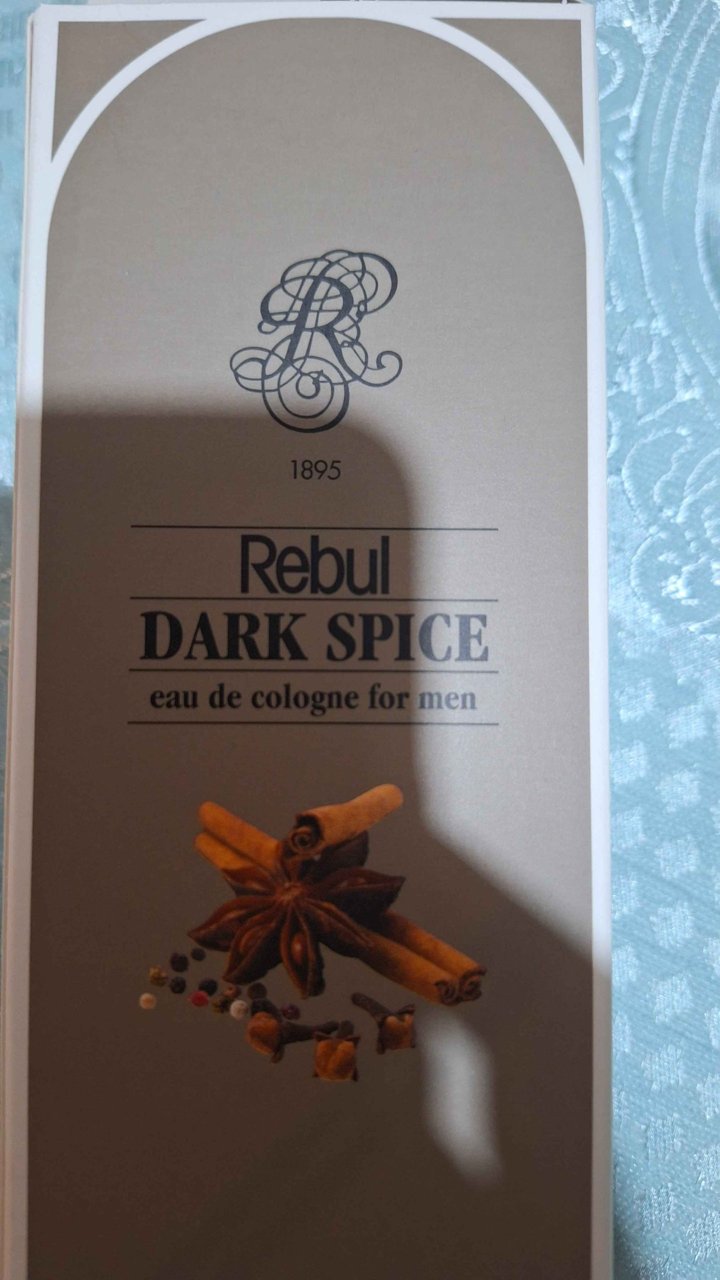 R
1895
Rebul
DARK SPICE
eau de cologne for men